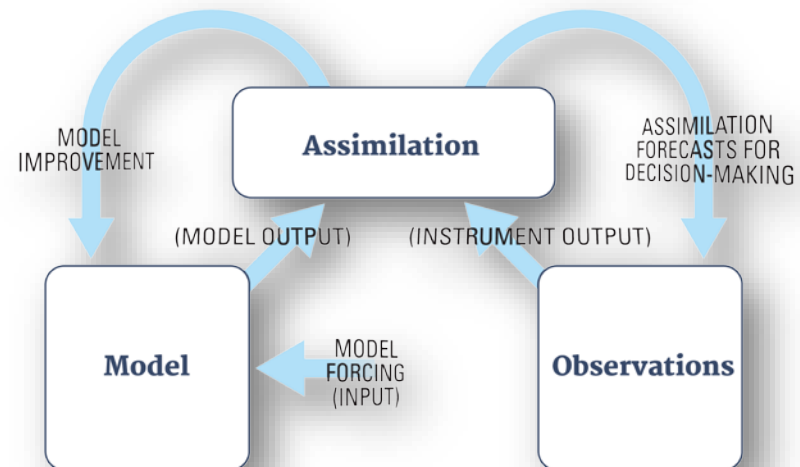 Assimilation
MODEL
IMPROVEMENT
ASSIMILATION
FORECASTS FOR
DECISION-MAKING
(MODEL OUTPUT)
(INSTRUMENT OUTPUT)
Model
MODEL
FORCING
(INPUT)
Observations